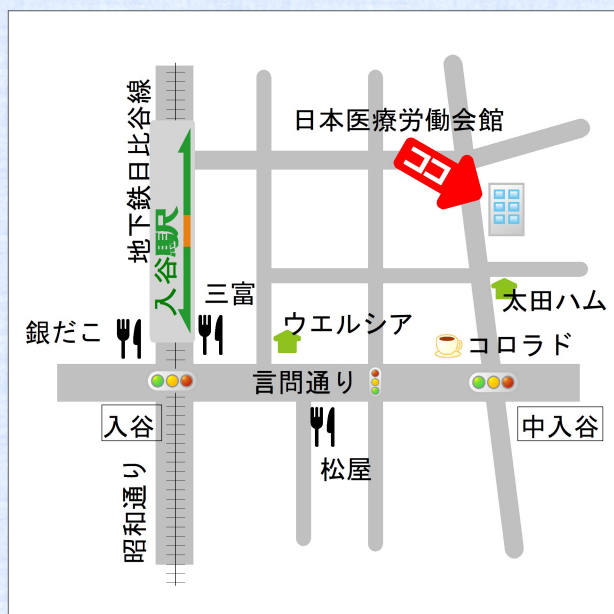 地下鉄日比谷線
日本医療労働会館
ココ
入谷駅
三富
ウエルシア
太田ハム
銀だこ
コロラド
言問通り
入谷
中入谷
松屋
昭和通り